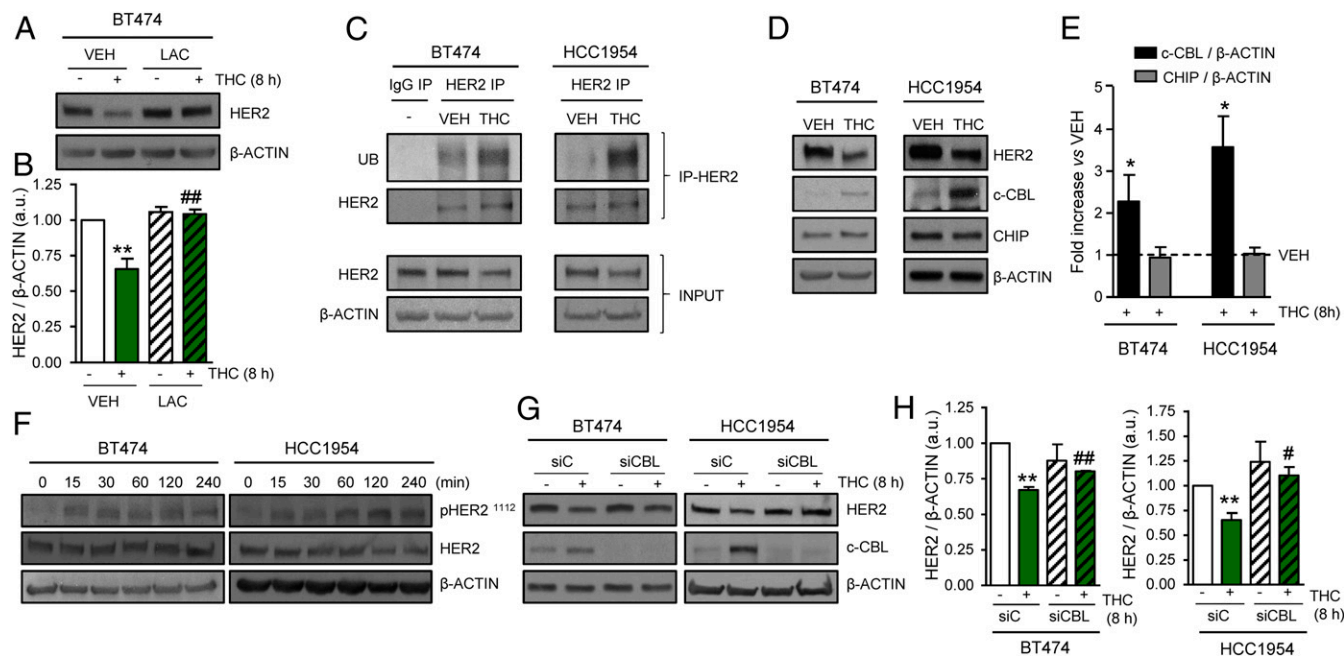 A
BT474
VEH LAC
- + - + THC (8 h)
HER2
β-ACTIN
B
HER2 / β-ACTIN (a.u.)
1.25
1.00
0.75
0.50
0.25
0.00
**
##
- + - + THC (8 h)
VEH LAC
C
BT474 HCC1954
IgG IP HER2 IP HER2 IP
- VEH THC VEH THC
UB
HER2
IP-HER2
HER2
β-ACTIN
INPUT
D
BT474 HCC1954
VEH THC VEH THC
HER2
c-CBL
CHIP
β-ACTIN
E
c-CBL / β-ACTIN
CHIP / β-ACTIN
Fold increase vs VEH
5
4
3
2
1
0
*
*
VEH
+ + + + THC (8h)
BT474 HCC1954
F
BT474 HCC1954
0 15 30 60 120 240 0 15 30 60 120 240 (min)
pHER2 1112
HER2
β-ACTIN
G
BT474 HCC1954
siC siCBL siC siCBL
- + - + - + - + THC (8 h)
HER2
c-CBL
β-ACTIN
H
HER2 / β-ACTIN (a.u.)
1.25
1.00
0.75
0.50
0.25
0.00
**
##
- + - + THC
siC siCBL (8 h)
BT474
HER2 / β-ACTIN (a.u.)
1.75
1.50
1.25
1.00
0.75
0.50
0.25
0.00
**
#
- + - + THC
siC siCBL (8 h)
HCC1954